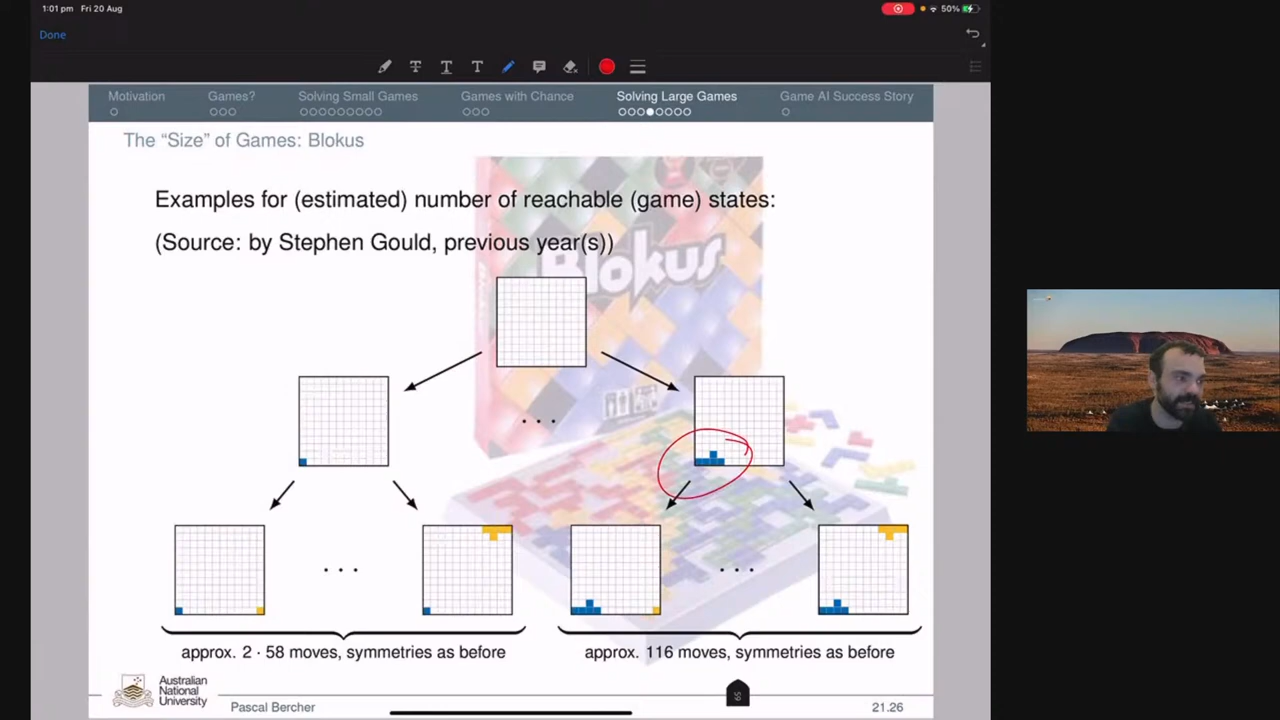 1:01 pm Fri 20 Aug
50%
Done
T T T
Motivation Games? Solving Small Games Games with Chance Solving Large Games Game AI Success Story
The “Size” of Games: Blokus
Examples for (estimated) number of reachable (game) states:
(Source: by Stephen Gould, previous year(s))
Blokus
. . .
. . .
. . .
approx. 2 · 58 moves, symmetries as before
approx. 116 moves, symmetries as before
Australian
National
University
Pascal Bercher
59
21.26